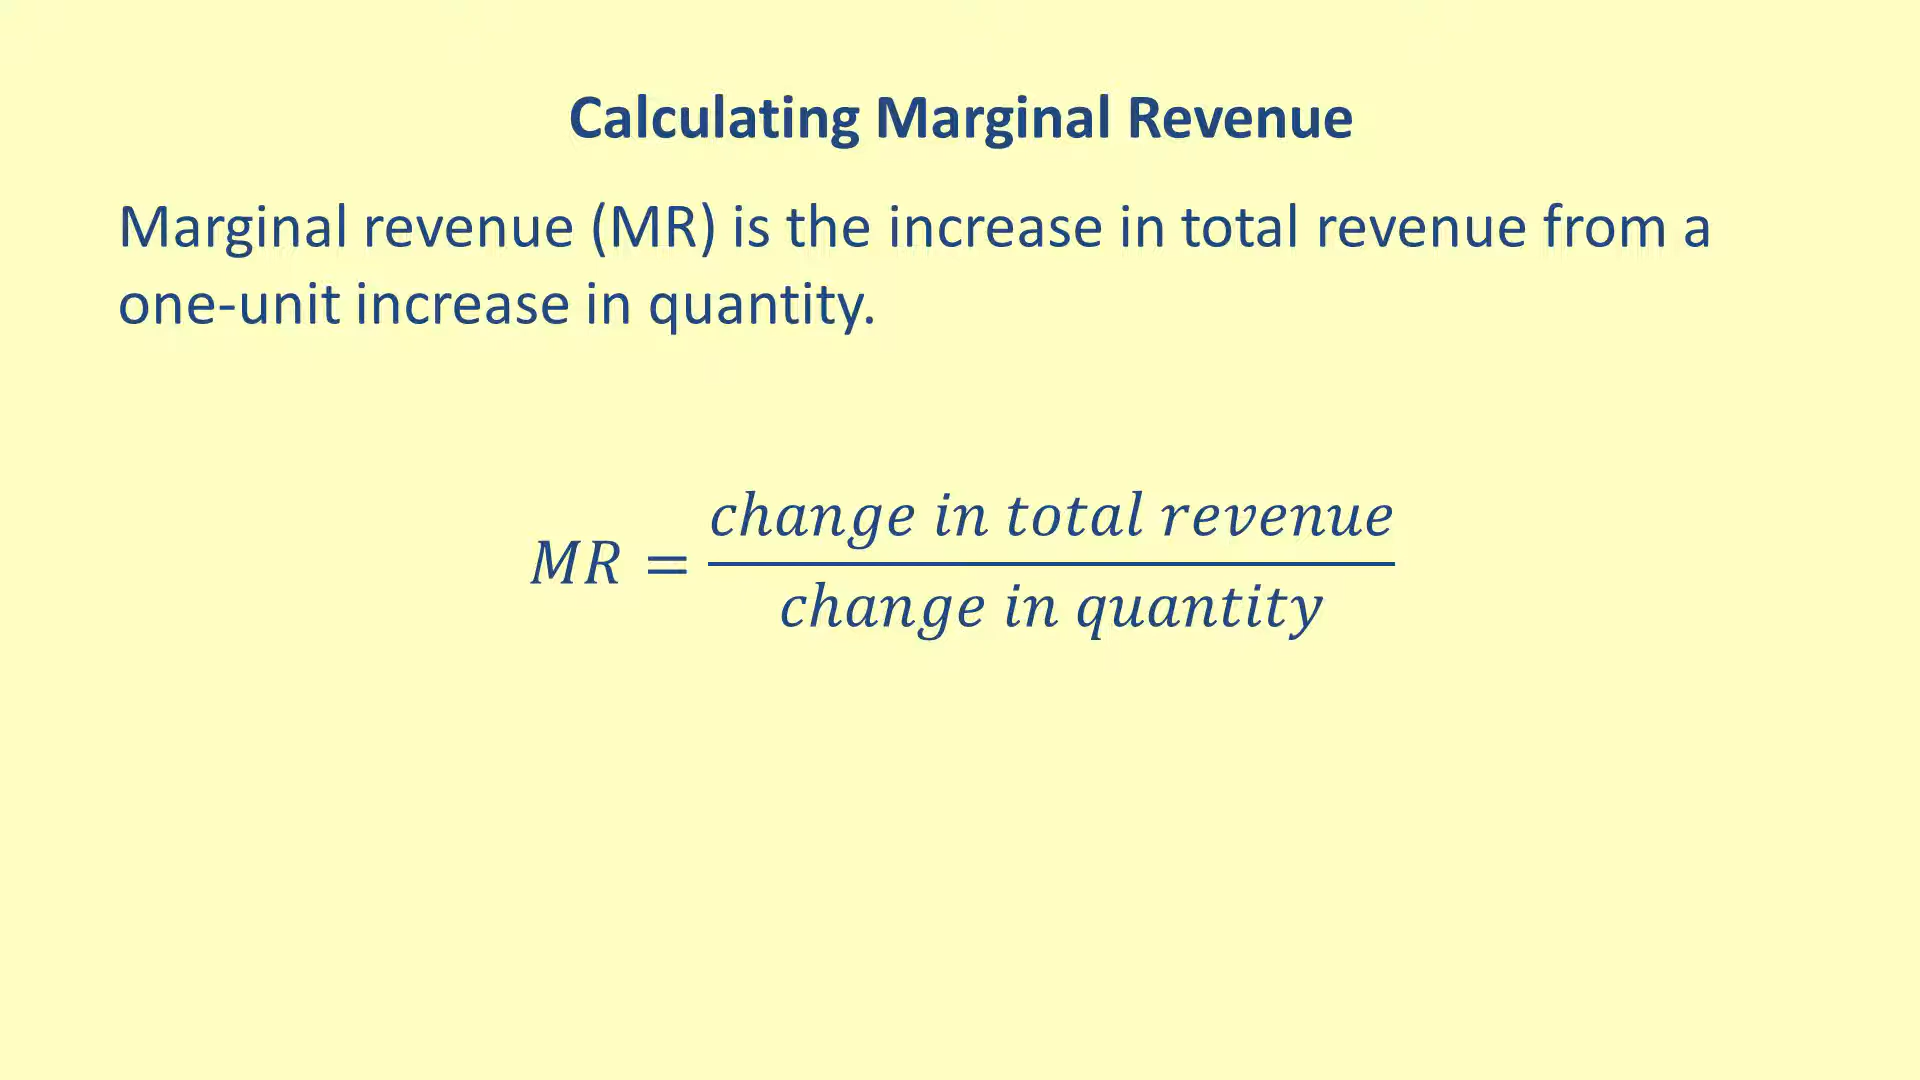 Calculating Marginal Revenue
Marginal revenue (MR) is the increase in total revenue from a
one-unit increase in quantity.
MR = change in total revenue
change in quantity